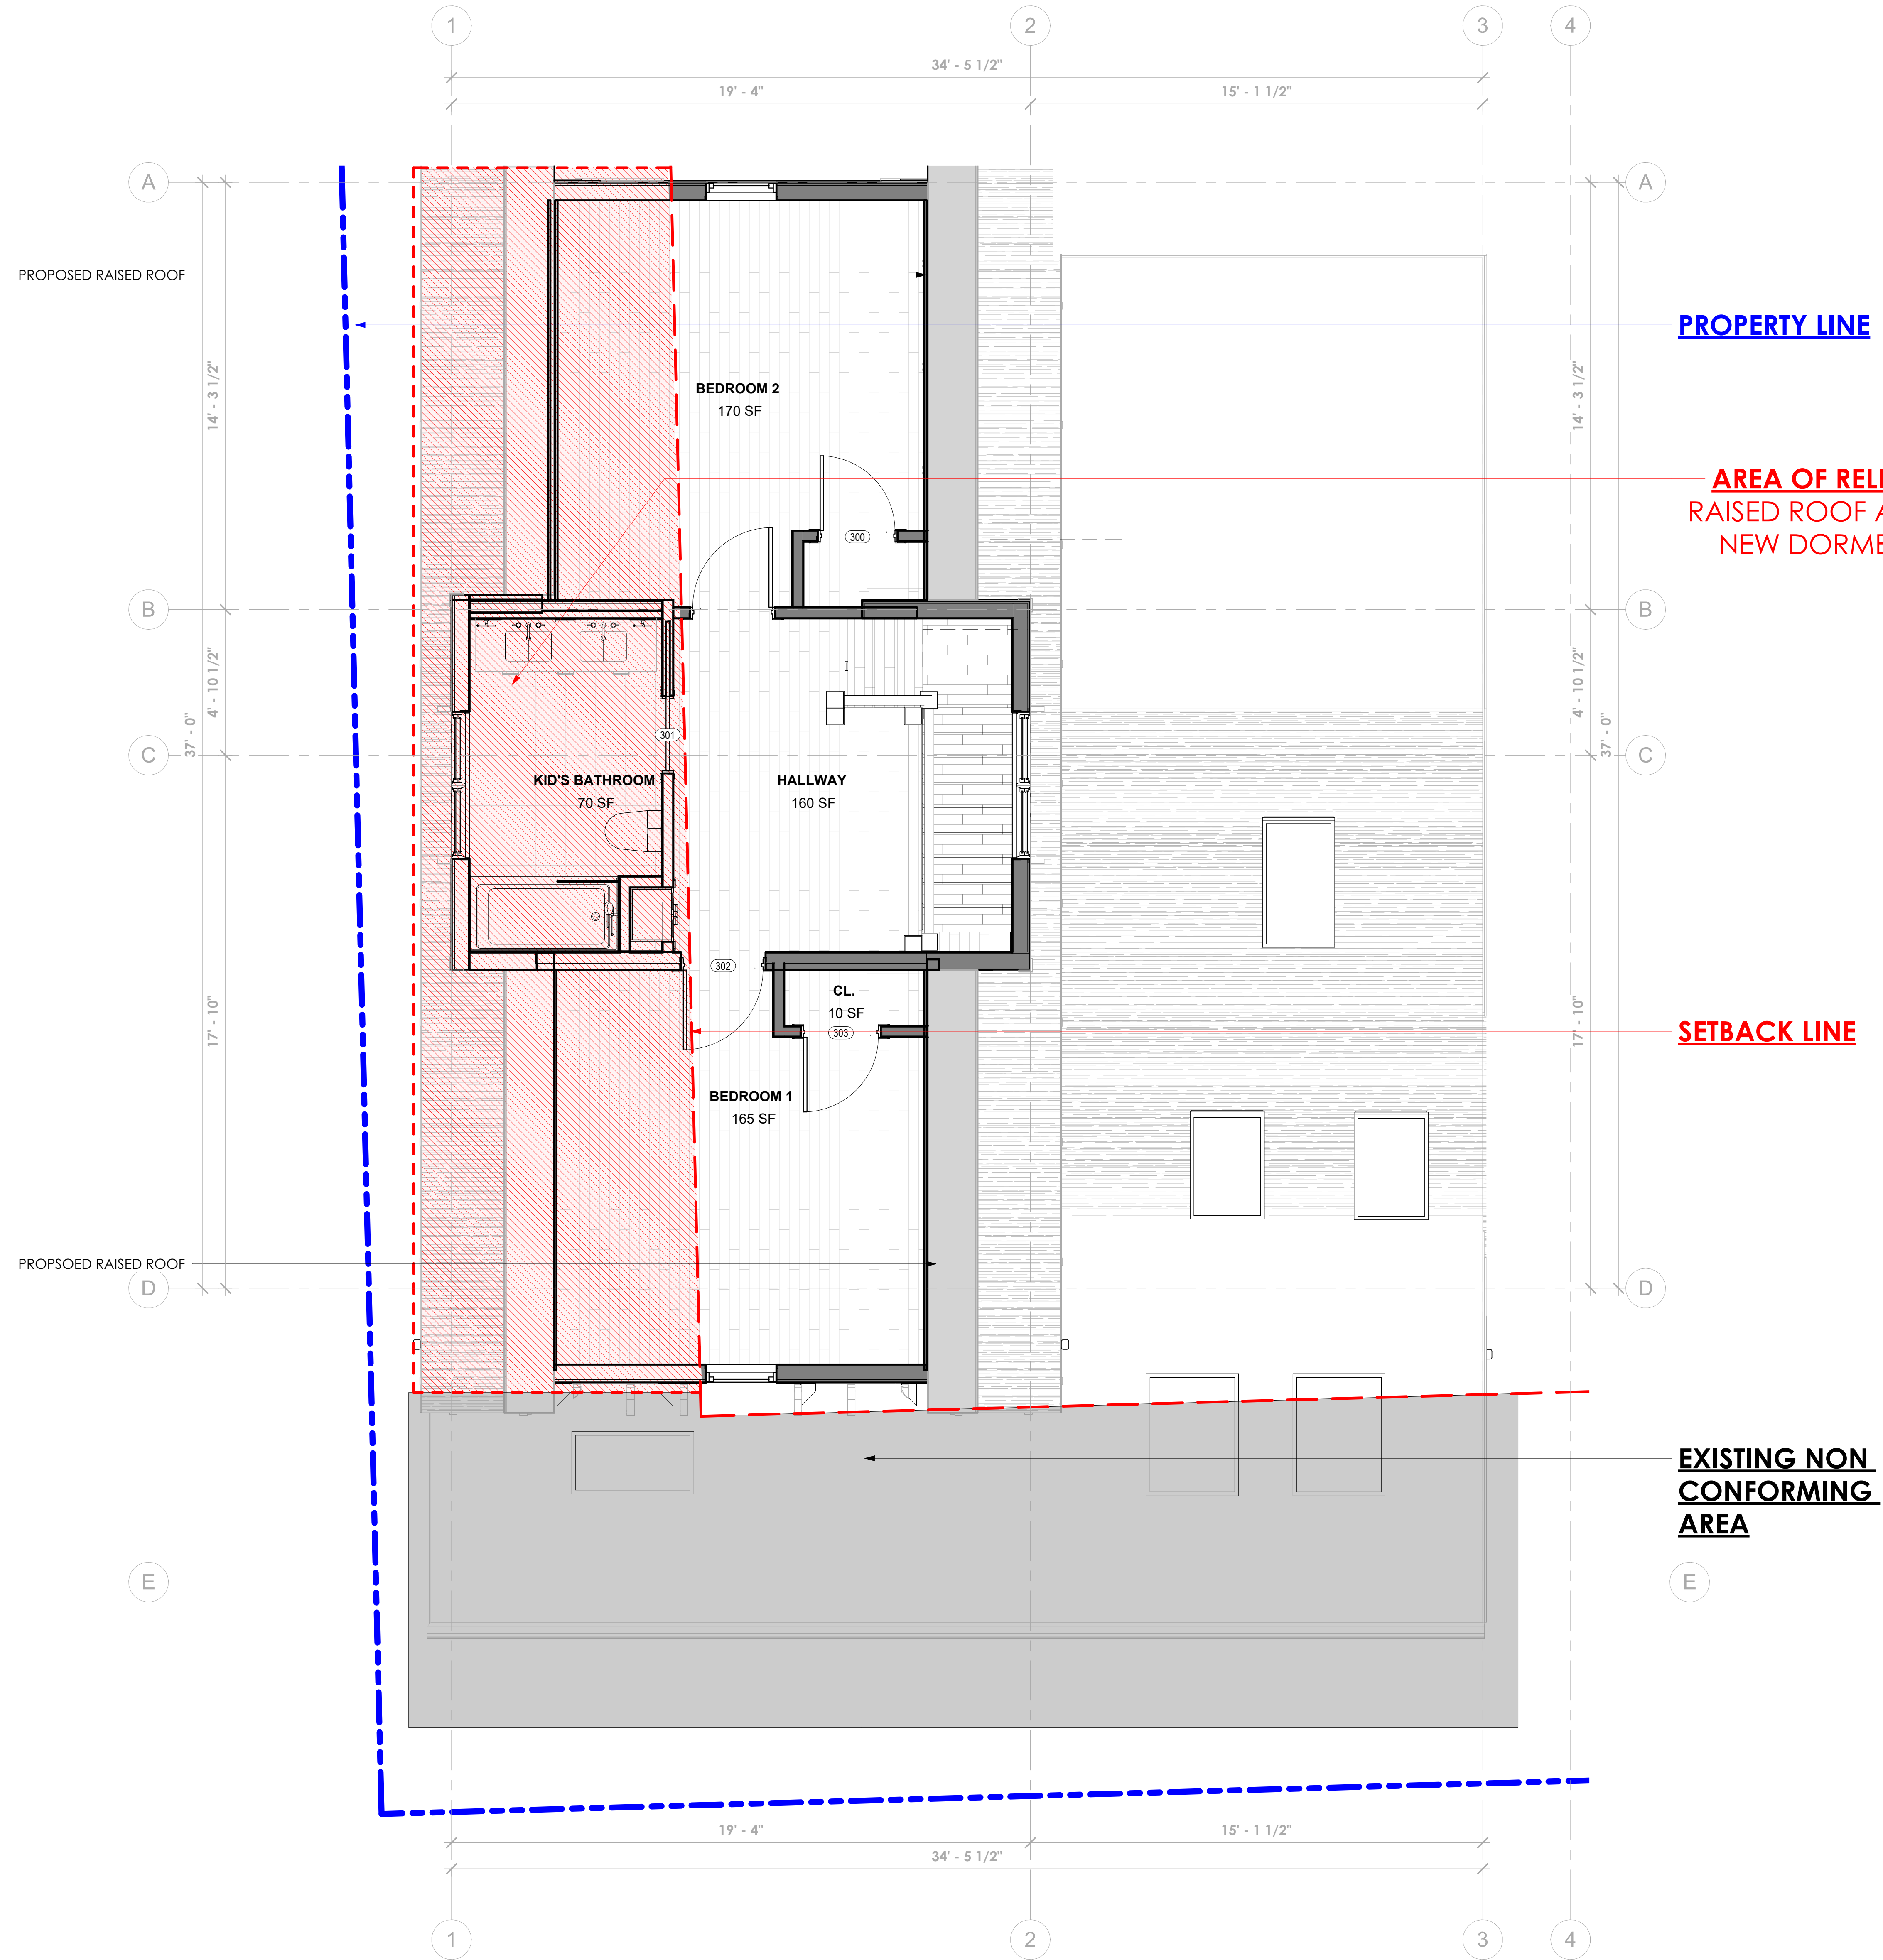 1
2
3
4
34' - 5 1/2"
19' - 4"
15' - 1 1/2"
A
A
PROPOSED RAISED ROOF
PROPERTY LINE
14' - 3 1/2"
14' - 3 1/2"
BEDROOM 2
170 SF
AREA OF
RAISED ROOF
NEW
300
B
B
4' - 10 1/2"
4' - 10 1/2"
37' - 0"
37' - 0"
301
C
C
KID'S BATHROOM
70 SF
HALLWAY
160 SF
302
CL.
10 SF
303
17' - 10"
17' - 10"
SETBACK LINE
BEDROOM 1
165 SF
PROPSOED RAISED ROOF
D
D
EXISTING NON
CONFORMING
AREA
E
E
19' - 4"
15' - 1 1/2"
34' - 5 1/2"
1
2
3
4